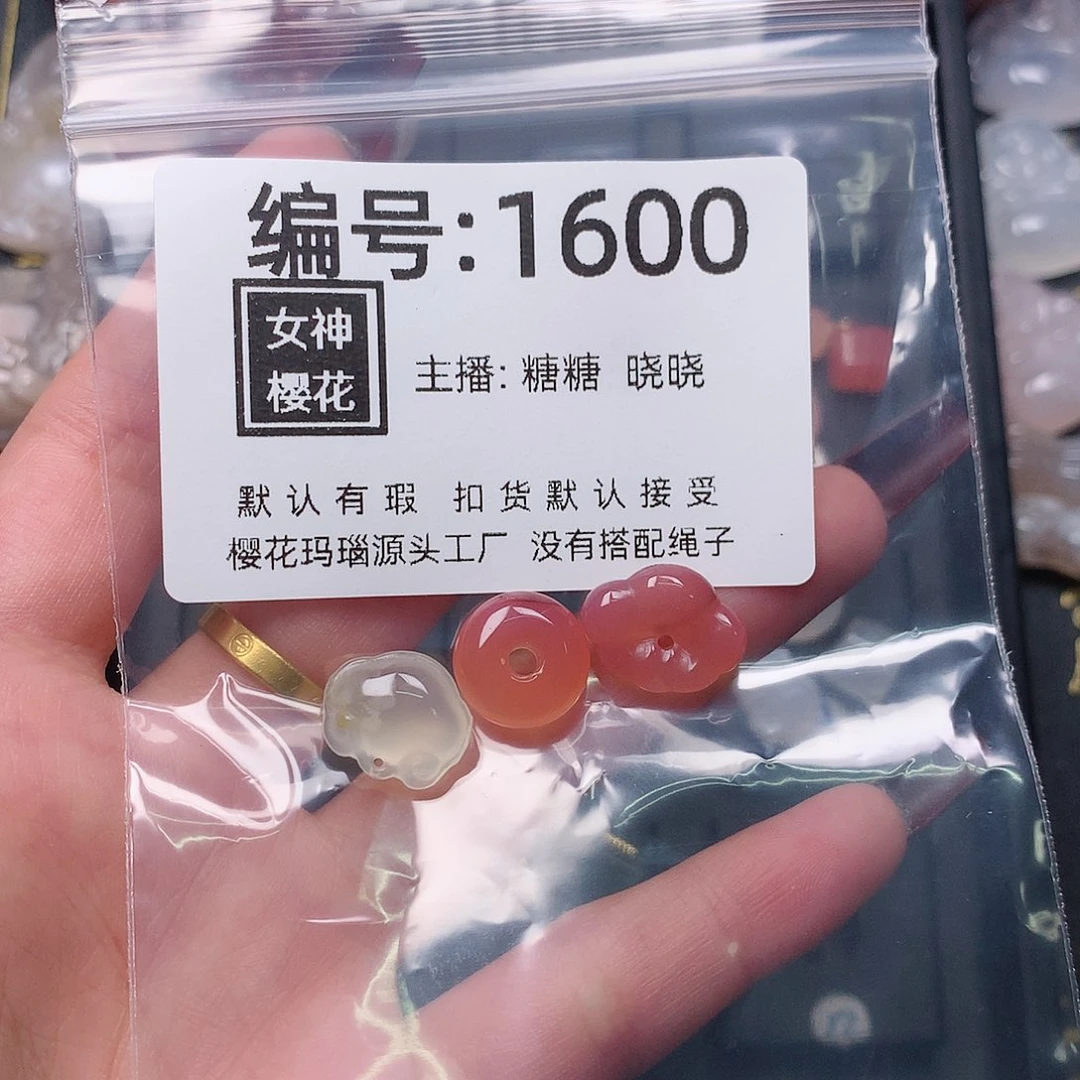 编号:1600
女神
樱花
主播: 糖糖 晓晓
默认有瑕 扣货默认接受
樱花玛瑙源头工厂 没有搭配绳子